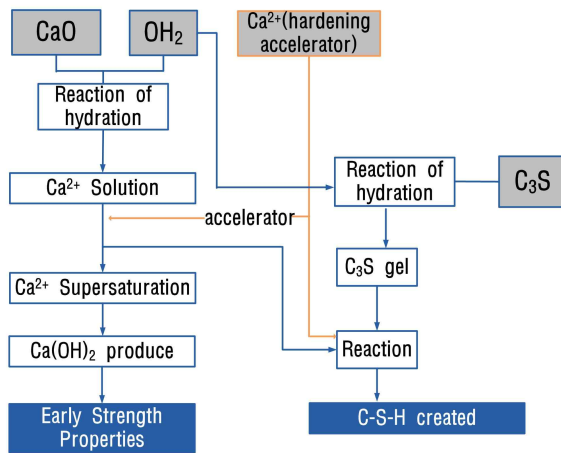 CaO
OH₂
Ca²⁺(hardening
accelerator)
Reaction of
hydration
Ca²⁺ Solution
Reaction of
hydration
C₃S
accelerator
C₃S gel
Ca²⁺ Supersaturation
Ca(OH)₂ produce
Reaction
Early Strength
Properties
C-S-H created